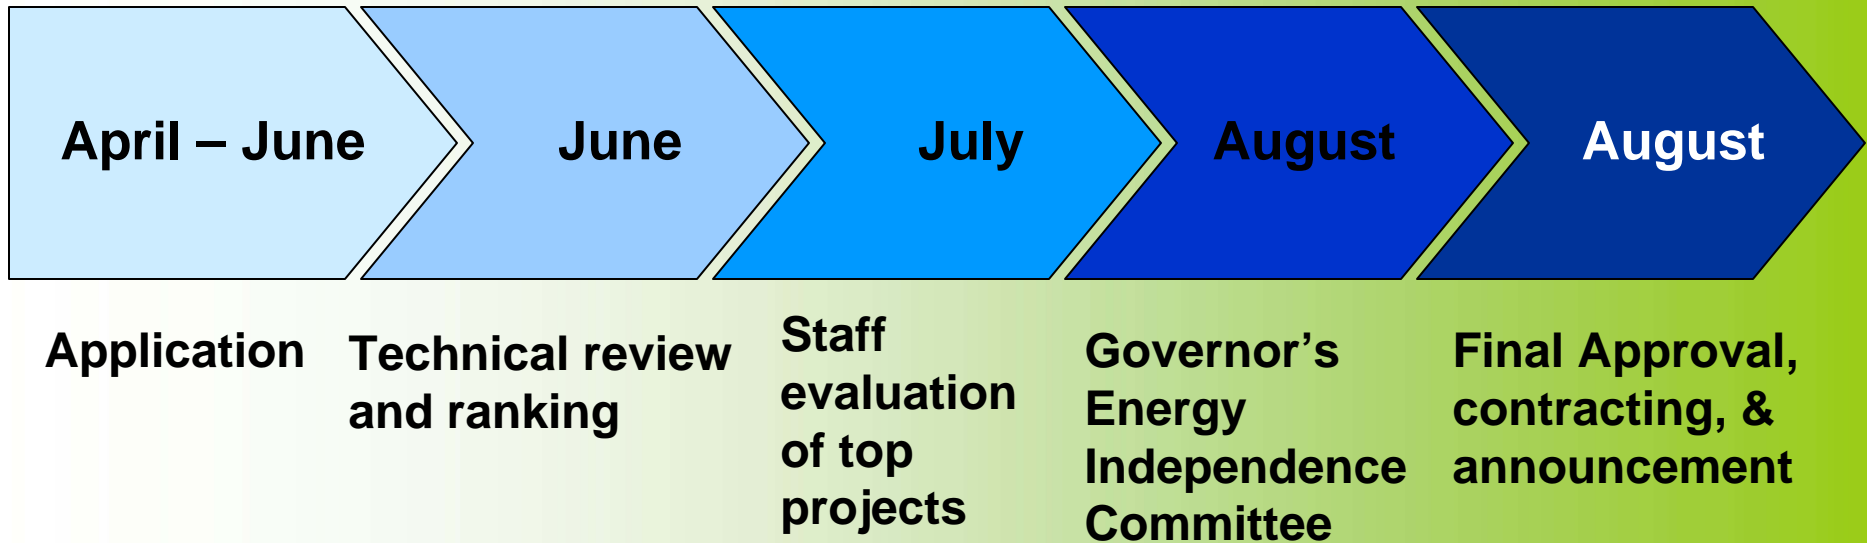 April – June
June
July
August
August
Application
Technical review
and ranking
Staff
evaluation
of top
projects
Governor’s
Energy
Independence
Committee
Final Approval,
contracting, &
announcement